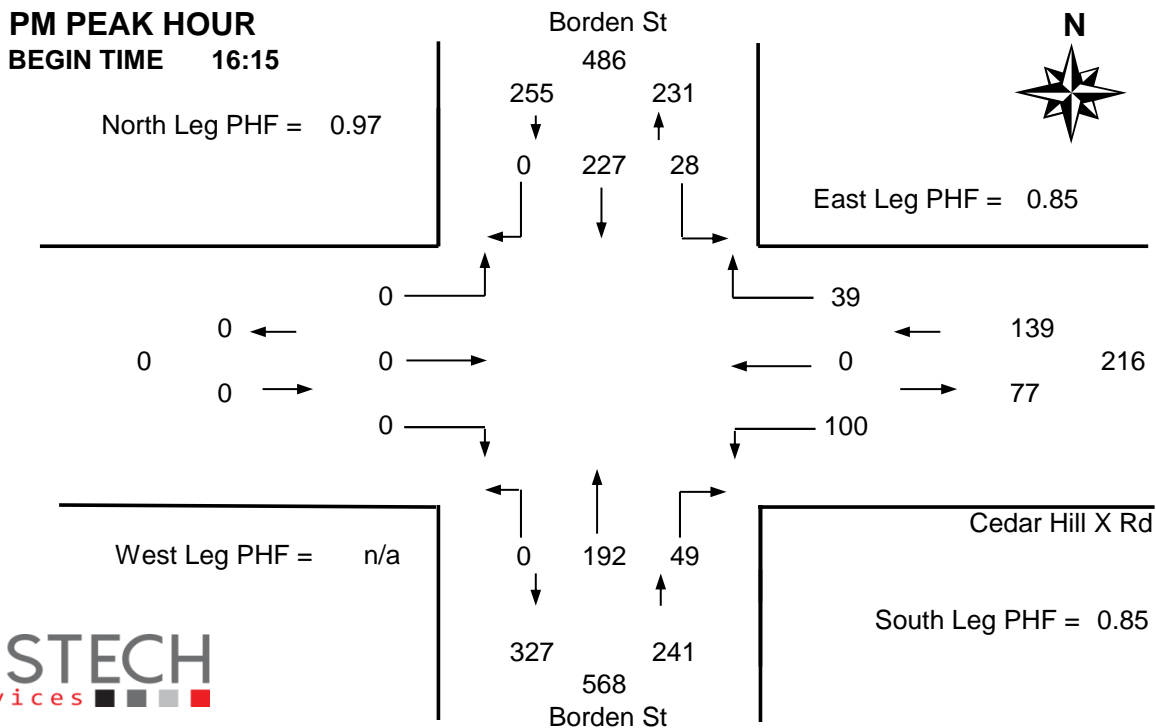 PM PEAK HOUR
BEGIN TIME 16:15
Borden St
486
N
255 231
North Leg PHF = 0.97
0 227 28
East Leg PHF = 0.85
0 39
0 139
0 0 0 216
0 77
0 100
Cedar Hill X Rd
West Leg PHF = n/a
0 192 49
South Leg PHF = 0.85
327 241
568
Borden St
STECH
vices